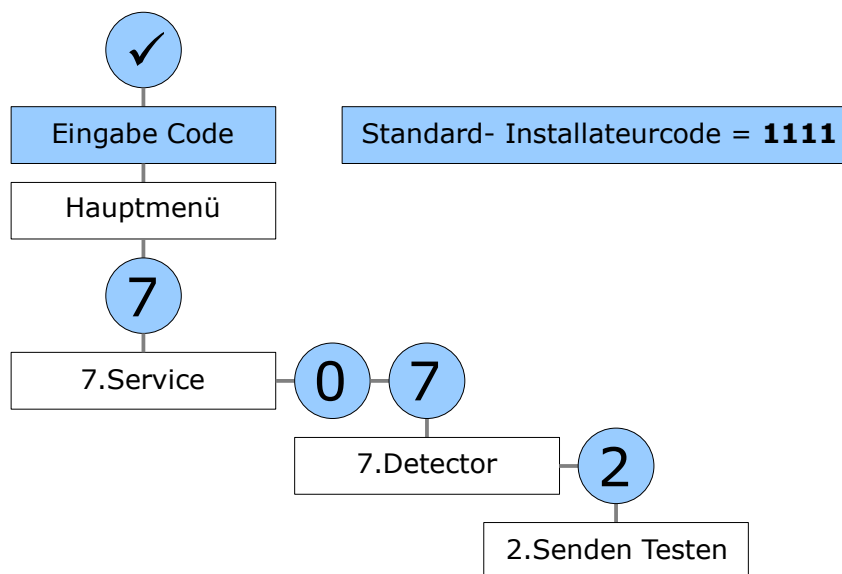 ✓
Eingabe Code
Standard- Installateurcode = 1111
Hauptmenü
7
7.Service
0
7
7.Detector
2
2.Senden Testen